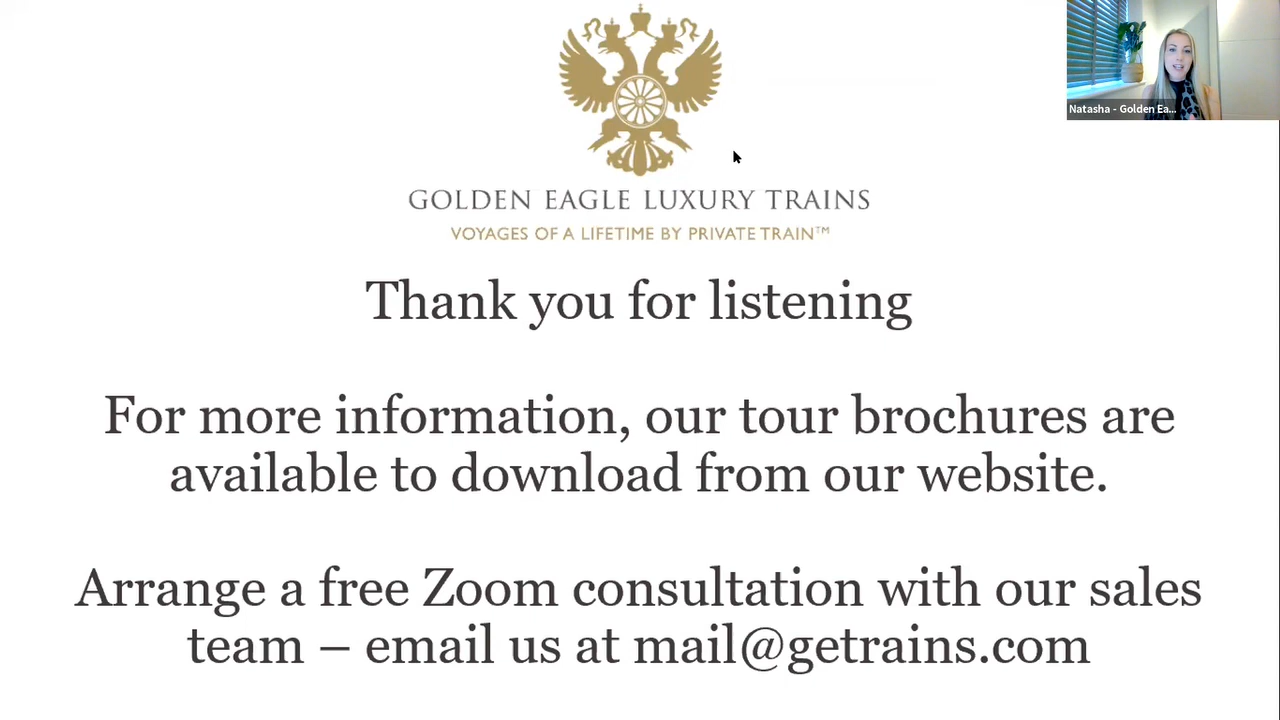 Natasha - Golden Ea...
GOLDEN EAGLE LUXURY TRAINS
VOYAGES OF A LIFETIME BY PRIVATE TRAIN™
Thank you for listening
For more information, our tour brochures are
available to download from our website.
Arrange a free Zoom consultation with our sales
team – email us at mail@getrains.com